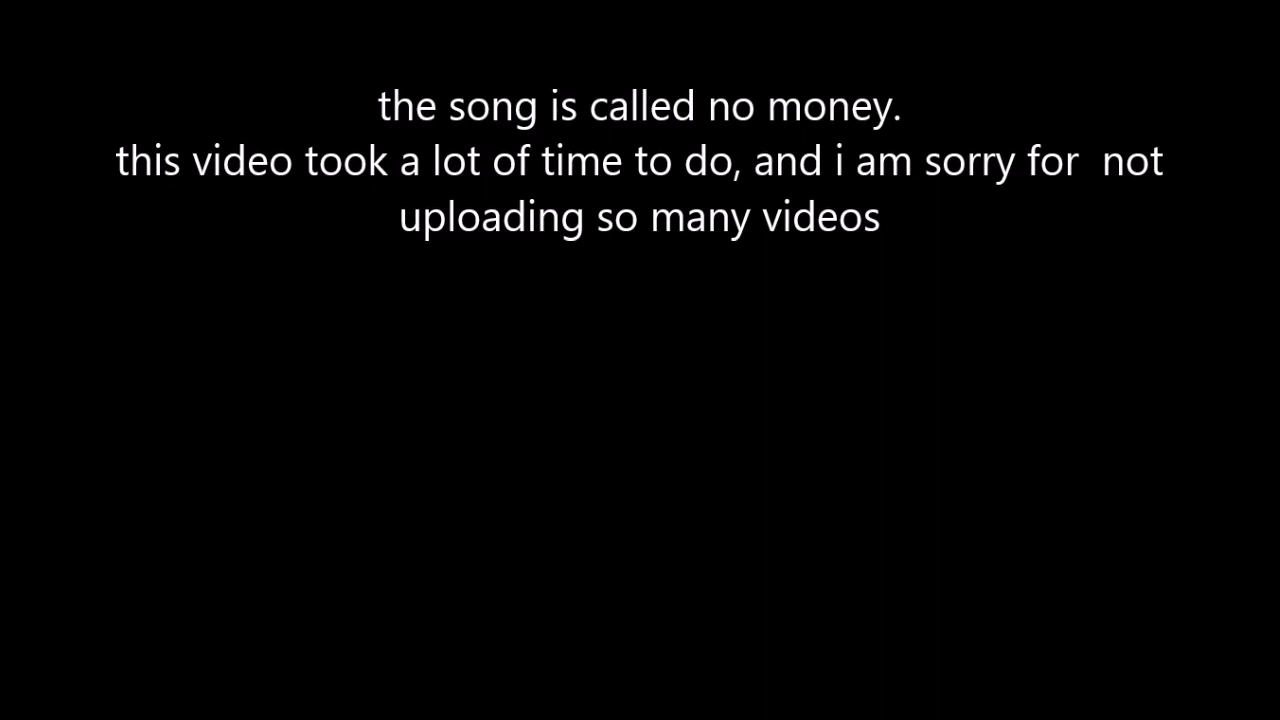 the song is called no money.
this video took a lot of time to do, and i am sorry for  not
uploading so many videos